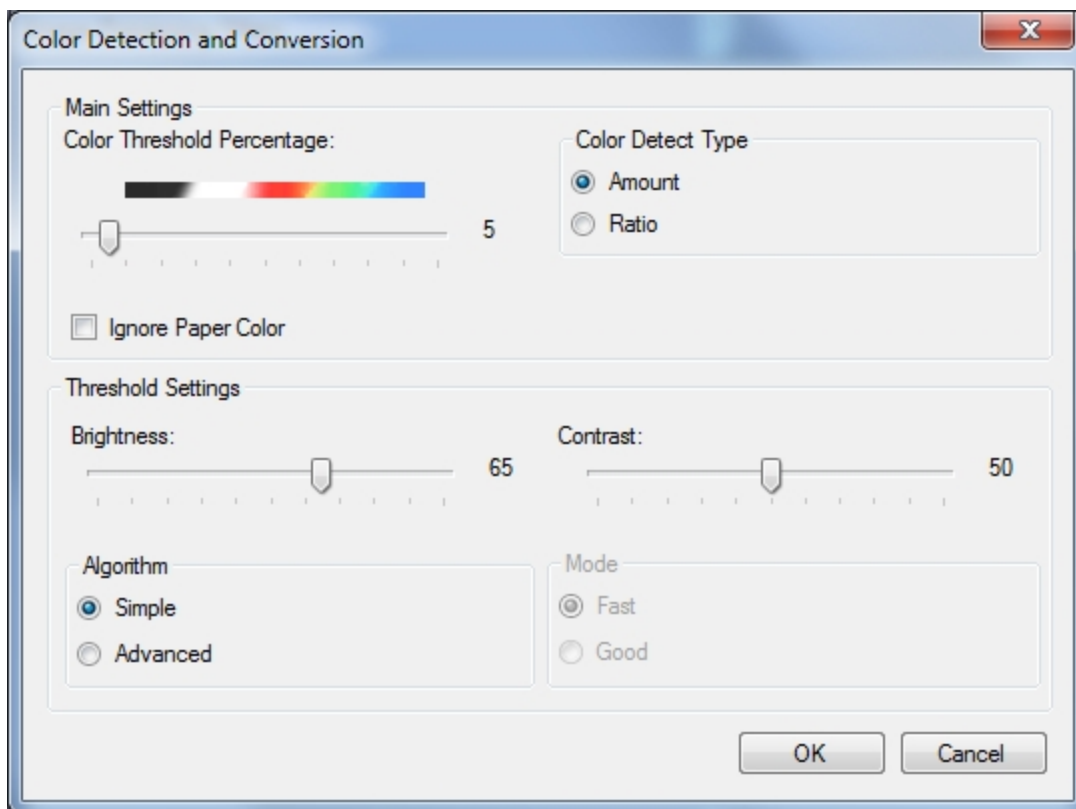 Color Detection and Conversion
Main Settings
Color Threshold Percentage:
5
Color Detect Type
Amount
Ratio
Ignore Paper Color
Threshold Settings
Brightness:
65
Contrast:
50
Algorithm
Simple
Advanced
Mode
Fast
Good
OK
Cancel